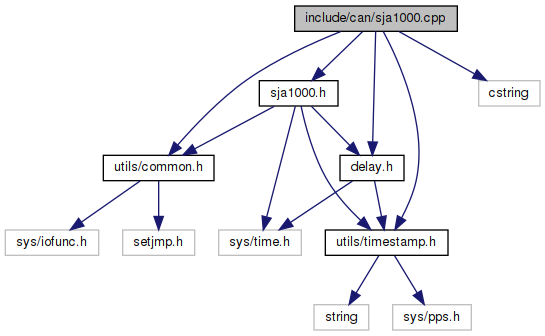 include/can/sja1000.cpp
sja1000.h
cstring
utils/common.h
delay.h
sys/iofunc.h
setjmp.h
sys/time.h
utils/timestamp.h
string
sys/pps.h